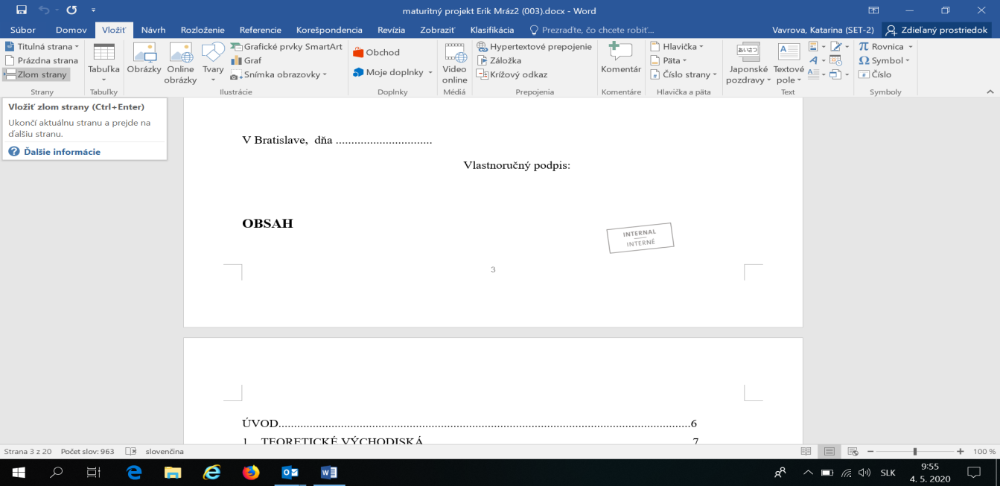 maturitný projekt Erik Mráz2 (003).docx - Word
Súbor Domov Vložiť Návrh Rozloženie Referencie Korešpondencia Revízia Zobraziť Klasifikácia Prezraďte, čo chcete robiť... Vavrova, Katarina (SET-2) Zdieľaný prostriedok
Titulná strana
Prázdna strana
Zlom strany
Strany
Tabuľka
Tabuľky
Obrázky
Online obrázky
Tvary
Grafické prvky SmartArt
Graf
Snímka obrazovky
Ilustrácie
Obchod
Moje doplnky
Doplnky
Video online
Médiá
Hypertextové prepojenie
Záložka
Krížový odkaz
Prepojenia
Komentár
Komentáre
Hlavička
Päta
Číslo strany
Hlavička a päta
Japonské pozdravy
Textové pole
Text
Rovnica
Symbol
Číslo
Symboly
Vložiť zlom strany (Ctrl+Enter)
Ukončí aktuálnu stranu a prejde na
ďalšiu stranu.
Ďalšie informácie
V Bratislave, dňa ...............................
Vlastnoručný podpis:
OBSAH
INTERNAL
INTERNÉ
3
ÚVOD....................................................................................................................................6
1 TEORETICKÉ VÝCHODISKÁ 7
Strana 3 z 20 Počet slov: 963 slovenčina 100 %
SLK
9:55
4. 5. 2020